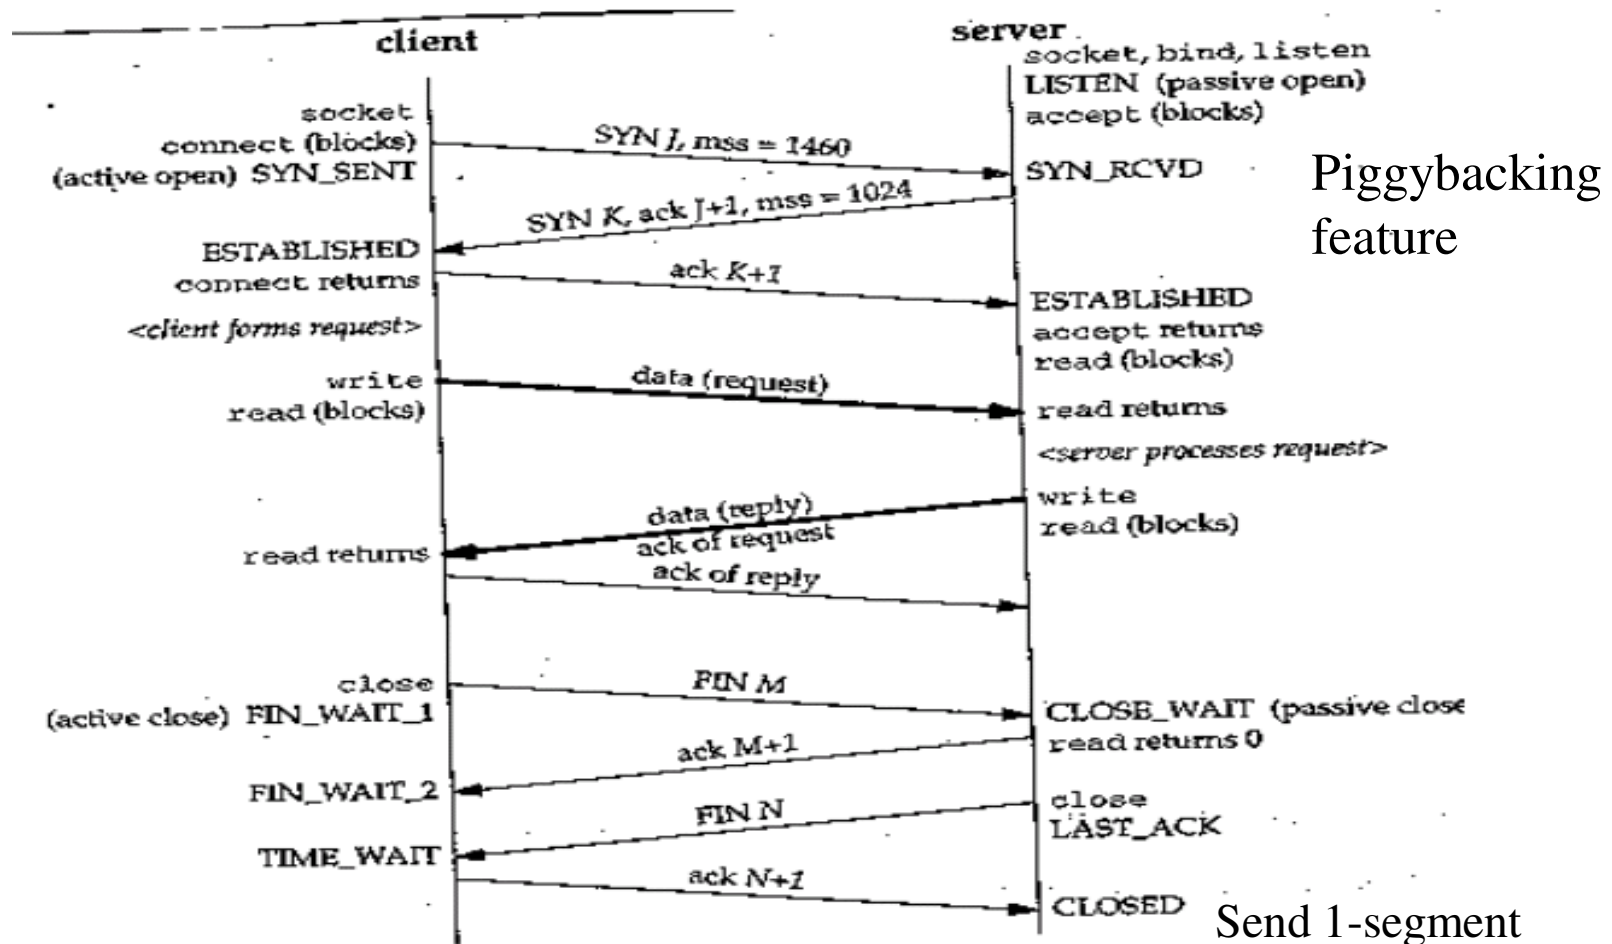 client
server
socket, bind, listen
LISTEN (passive open)
accept (blocks)
socket
connect (blocks)
(active open) SYN_SENT
SYN J, mss = 1460
SYN_RCVD
Piggybacking
feature
SYN K, ack J+1, mss = 1024
ESTABLISHED
connect returns
ack K+1
ESTABLISHED
accept returns
read (blocks)
<client forms request>
write
read (blocks)
data (request)
read returns
<server processes request>
write
read (blocks)
data (reply)
ack of request
read returns
ack of reply
close
(active close) FIN_WAIT_1
FIN M
CLOSE_WAIT (passive close
read returns 0
ack M+1
FIN_WAIT_2
close
LAST_ACK
FIN N
TIME_WAIT
ack N+1
CLOSED
Send 1-segment